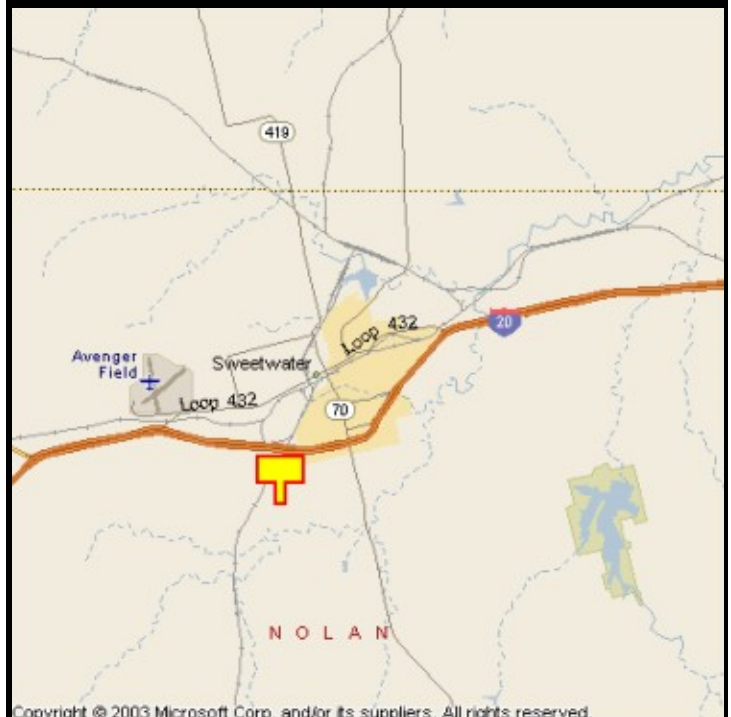 419
20
Loop 432
Avenger
Field
Sweetwater
Loop 432
70
NOLAN
Copyright © 2003 Microsoft Corp. and/or its suppliers. All rights reserved.